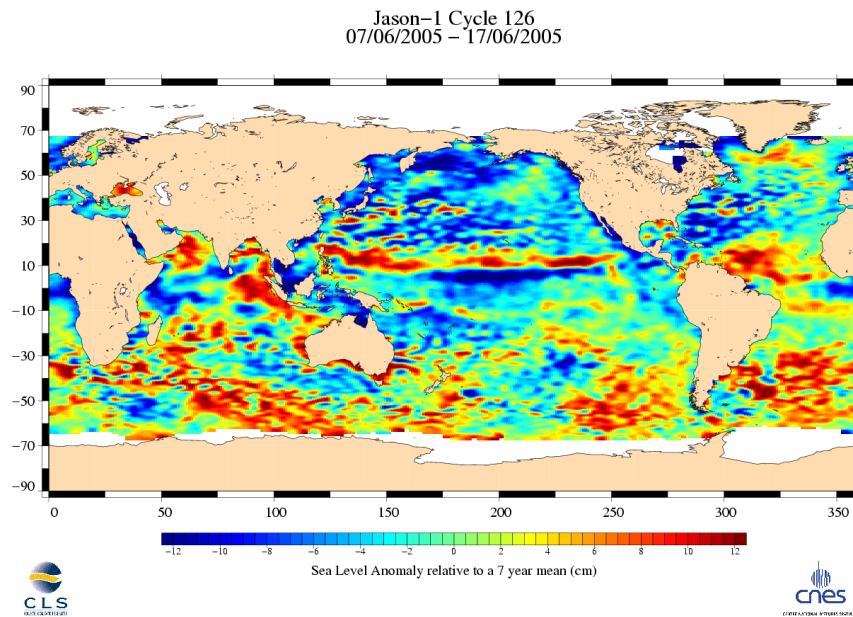 Jason−1 Cycle 126
07/06/2005 − 17/06/2005
90
70
50
30
10
−10
−30
−50
−70
−90
0 50 100 150 200 250 300 350
−12 −10 −8 −6 −4 −2 0 2 4 6 8 10 12
Sea Level Anomaly relative to a 7 year mean (cm)
CLS
cnes